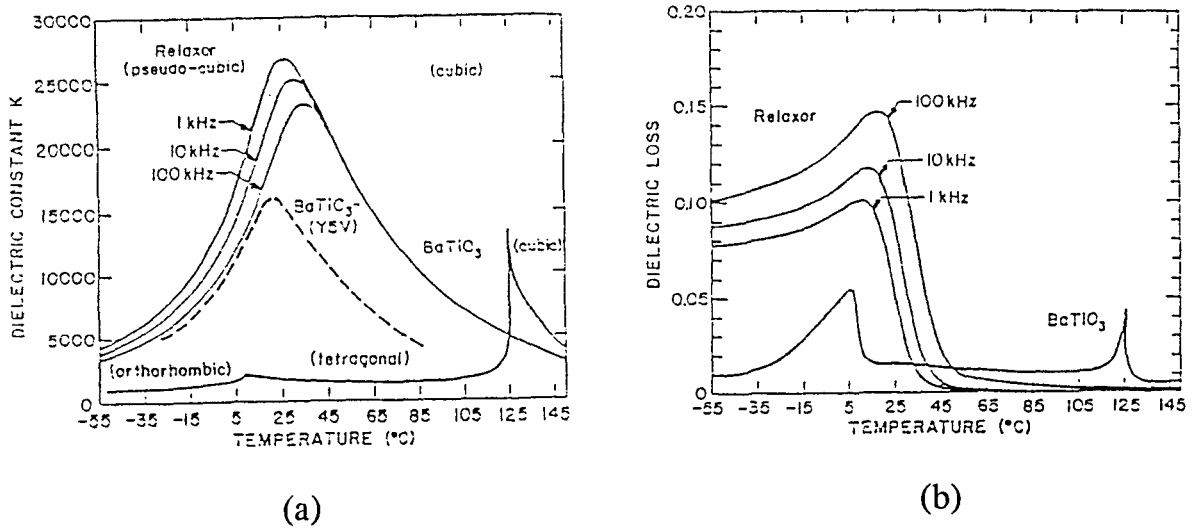 30000
25000
20000
15000
10000
5000
0
DIELECTRIC CONSTANT K
Relaxor
(pseudo-cubic)
(cubic)
1 kHz
10 kHz
100 kHz
BaTiC3-
(Y5V)
BaTiC3
(cubic)
(orthorhombic)
(tetragonal)
-55 -35 -15 5 25 45 65 85 105 125 145
TEMPERATURE (°C)
(a)
0.20
0.15
0.10
0.05
0.00
DIELECTRIC LOSS
Relaxor
100 kHz
10 kHz
1 kHz
BaTiO3
-55 -35 -15 5 25 45 65 85 105 125 145
TEMPERATURE (°C)
(b)